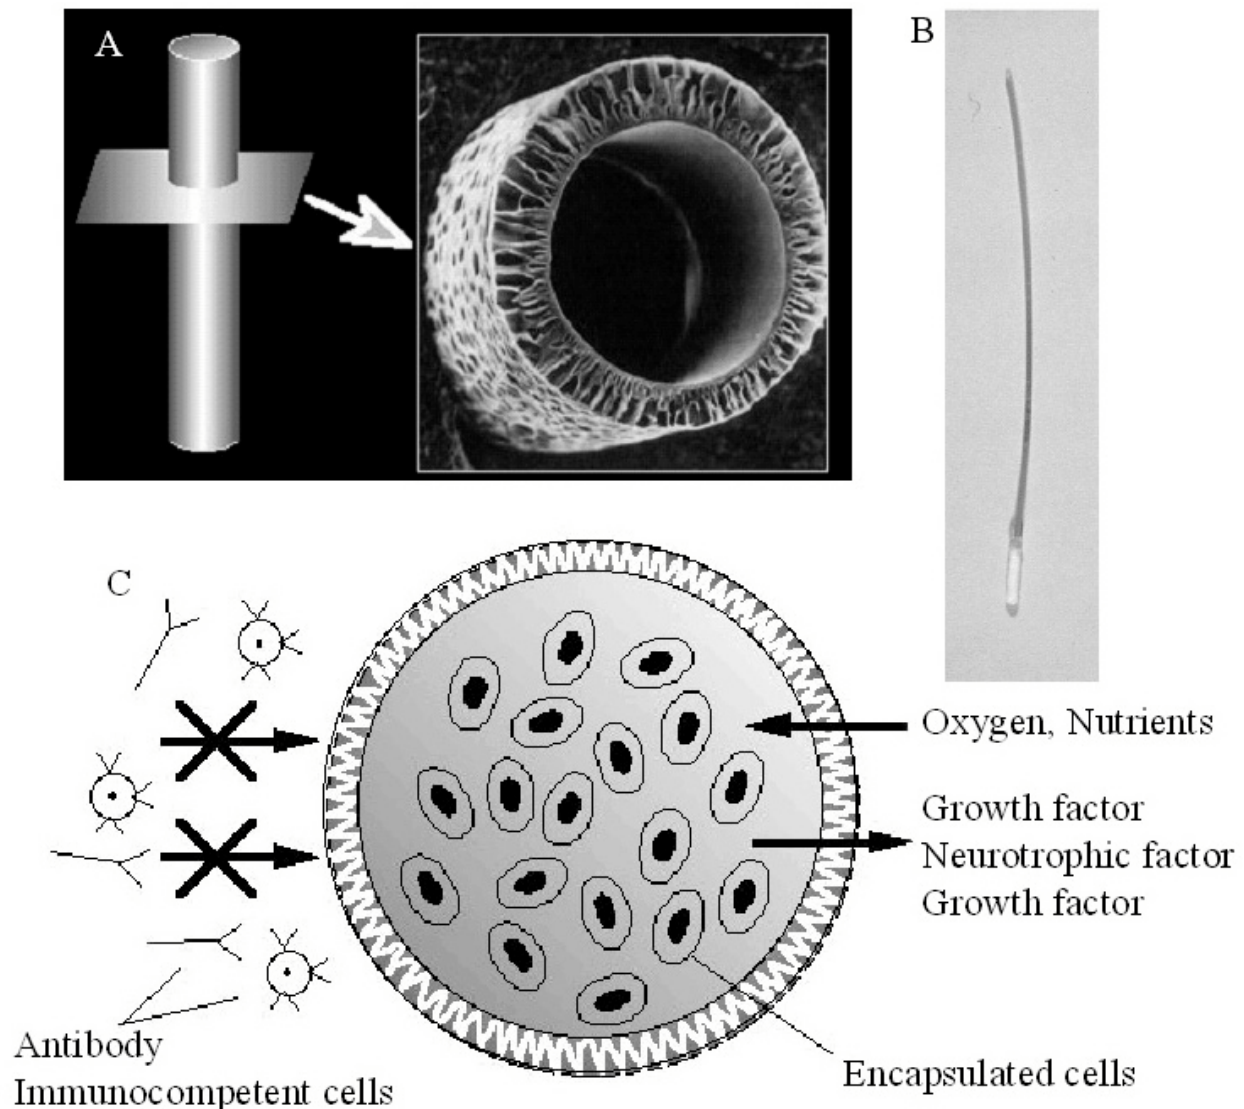 A
B
C
Oxygen, Nutrients
Growth factor
Neurotrophic factor
Growth factor
Antibody
Immunocompetent cells
Encapsulated cells